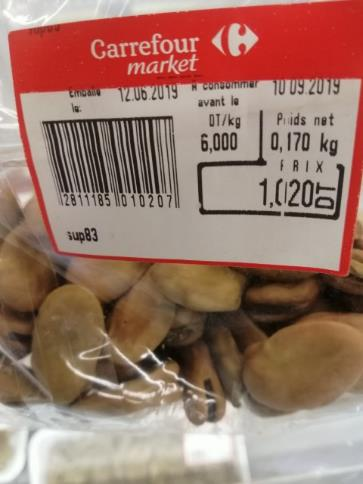 Carrefour
market
Emballé 12.06.2019 A consommer 10 09.2019
le: avant le
DT/kg Poids net
6,000 0,170 kg
PRIX
1,020 DT
2811185 010207
sup83